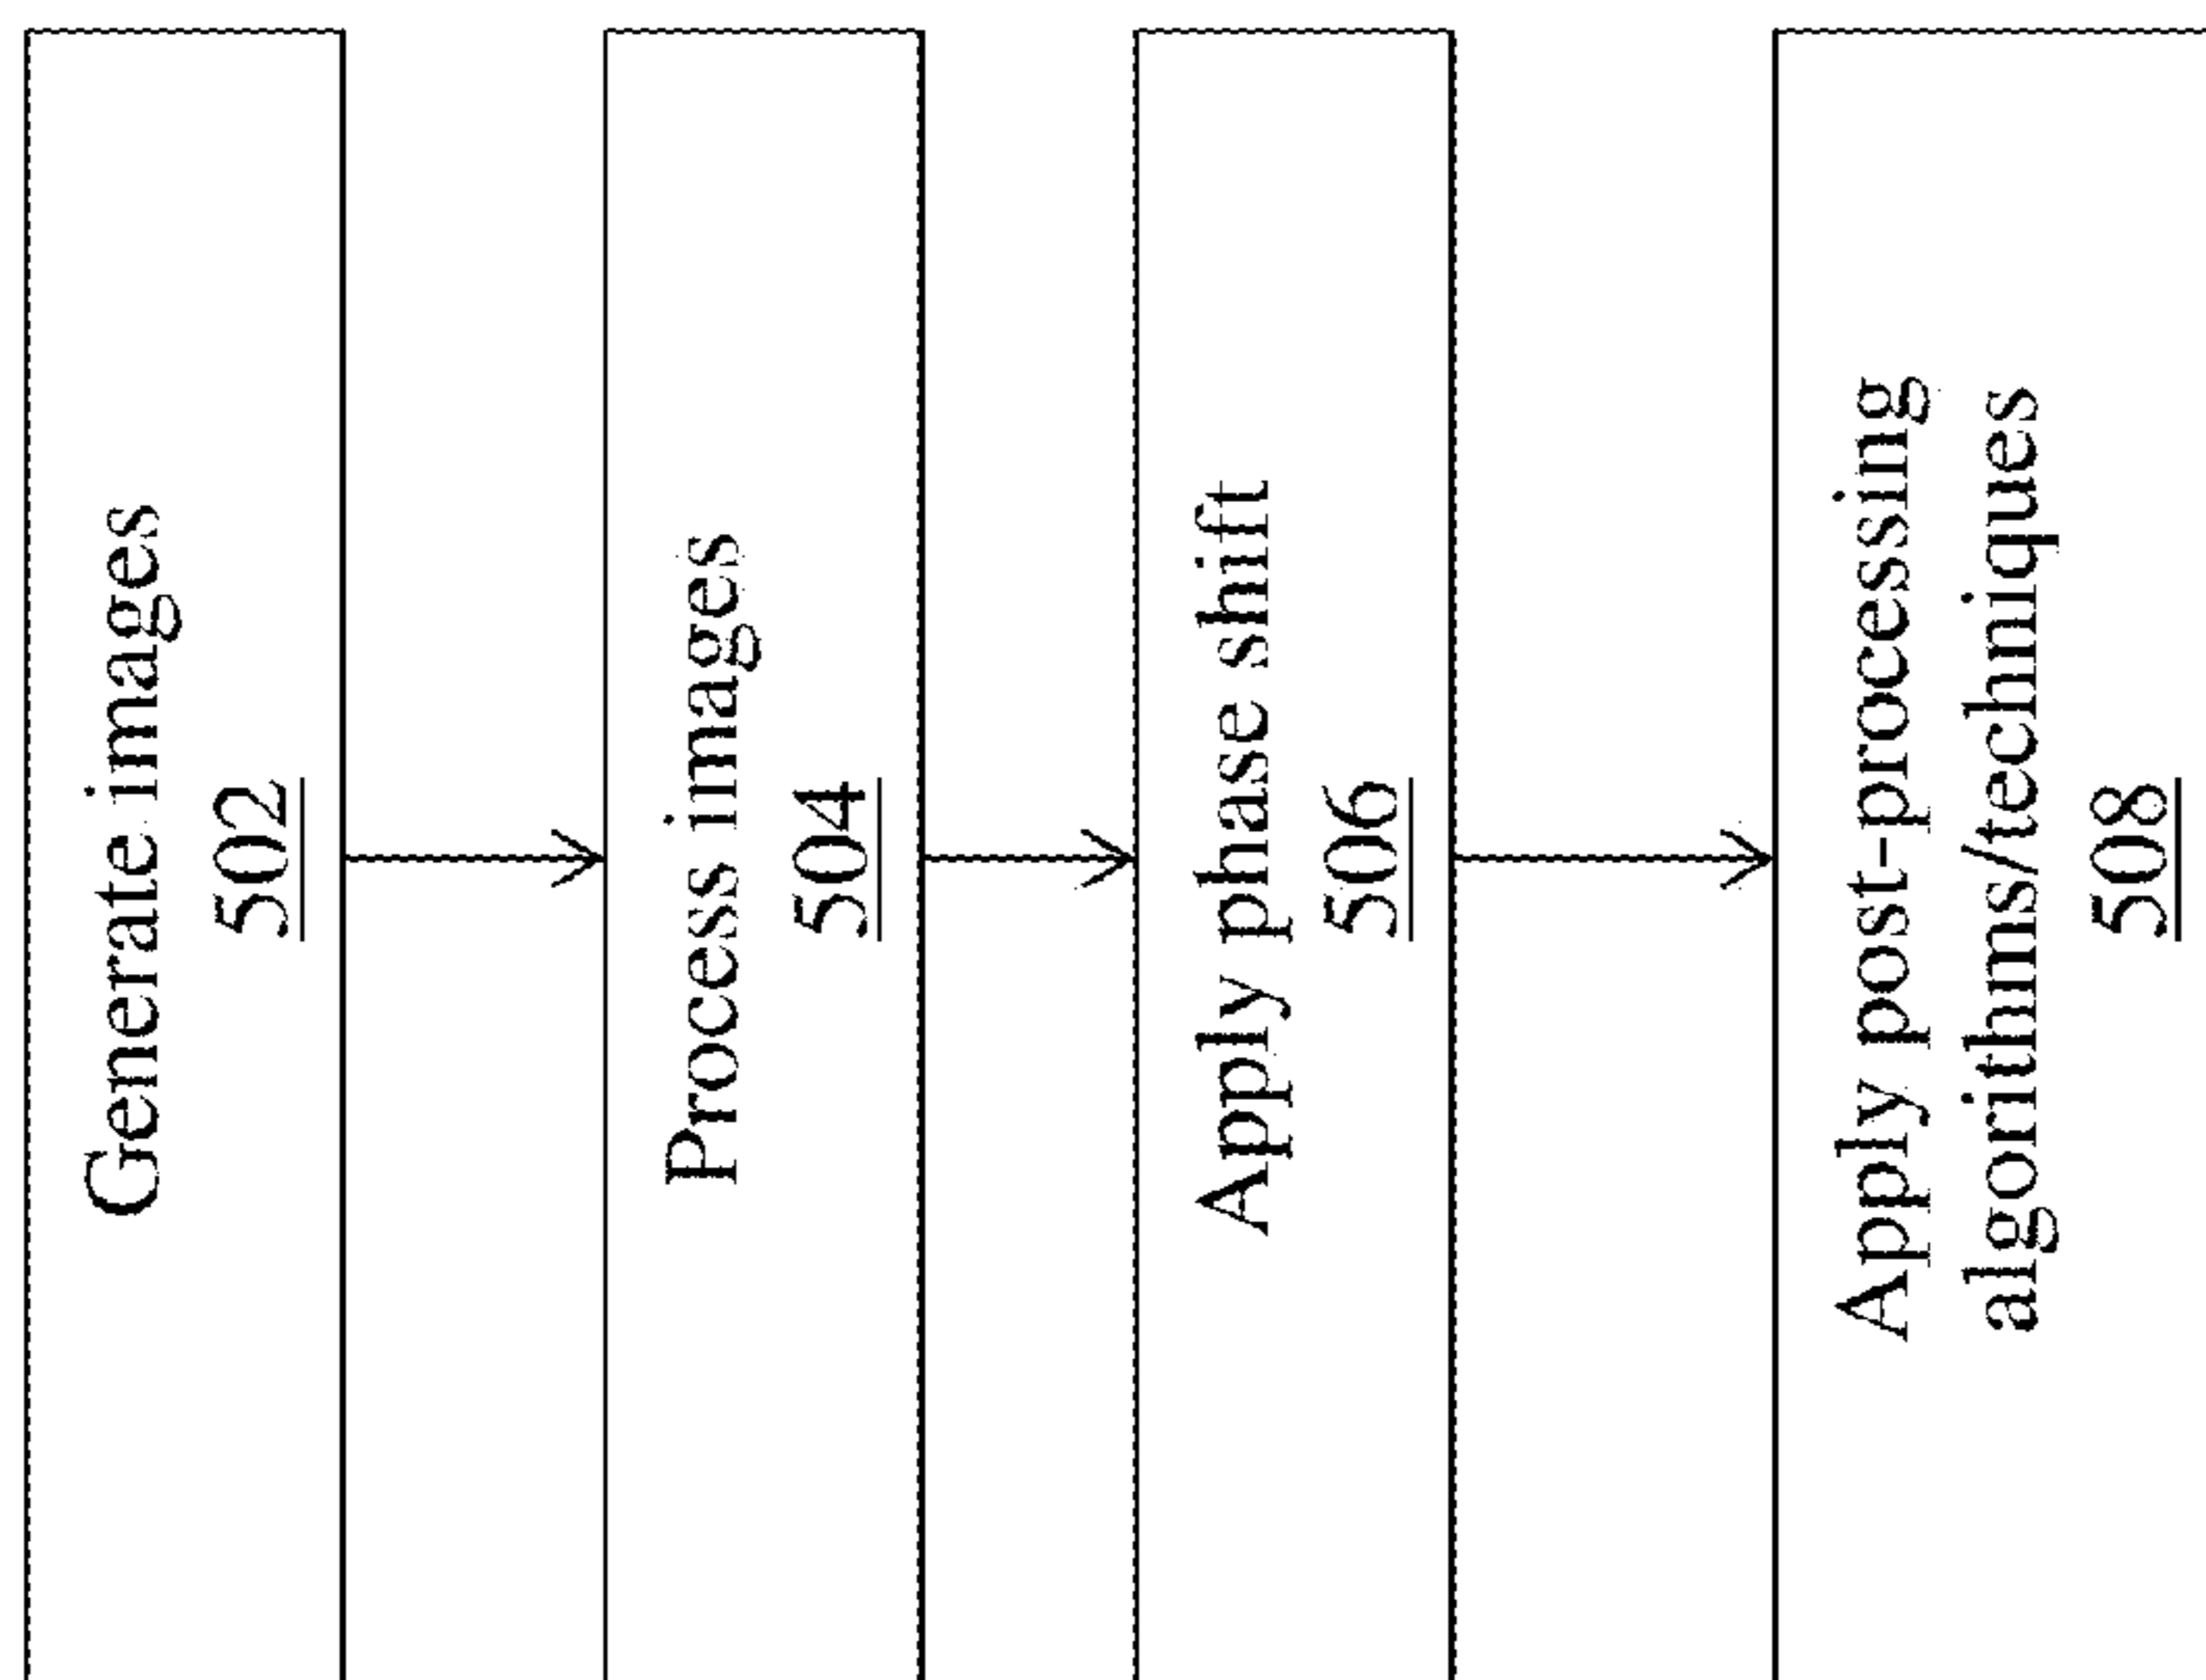 Generate images
502
Process images
504
Apply phase shift
506
Apply post-processing
algorithms/techniques
508